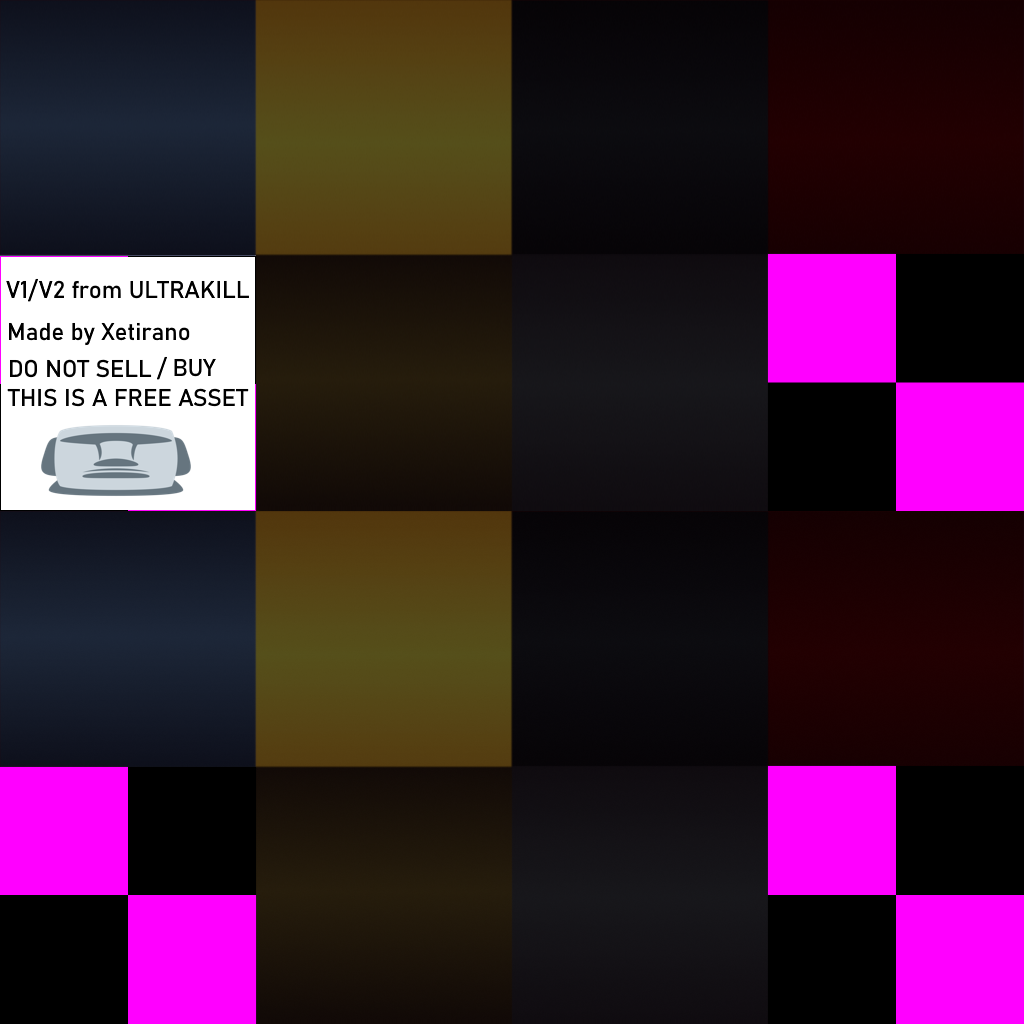 V1/V2 from ULTRAKILL
Made by Xetirano
DO NOT SELL / BUY
THIS IS A FREE ASSET